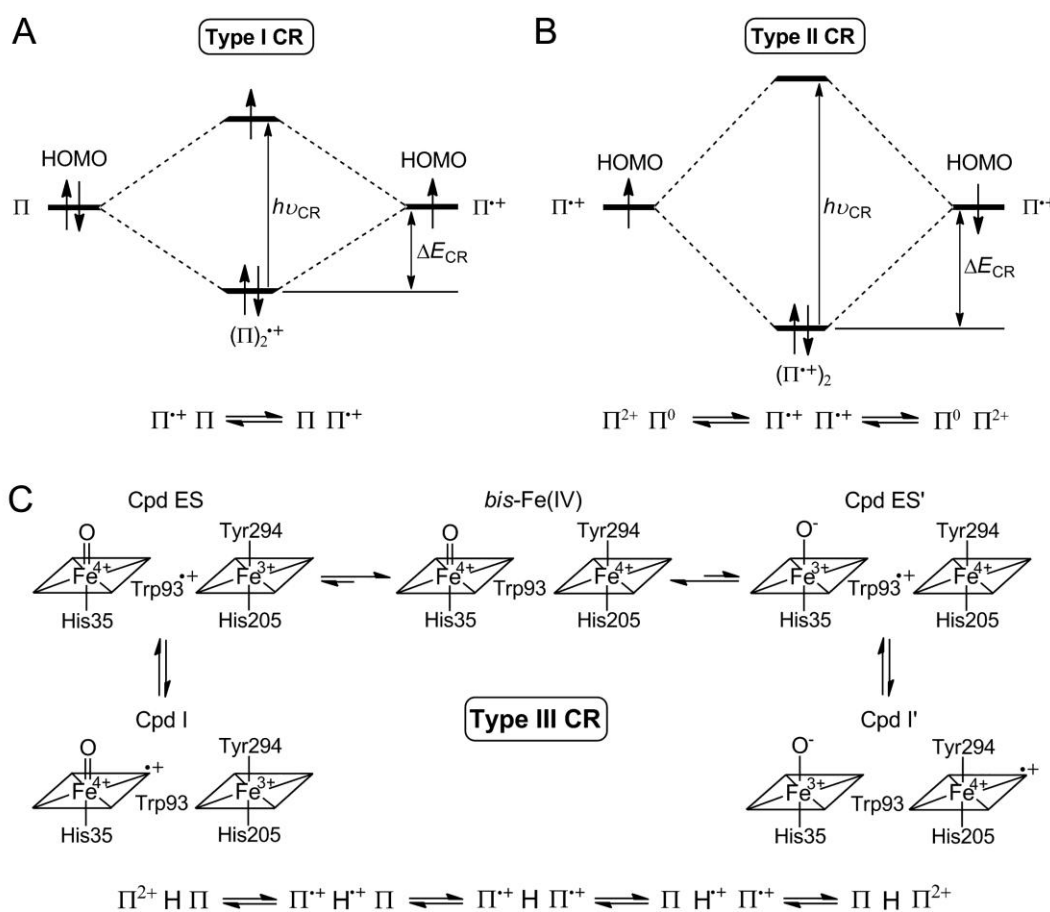 A
Type I CR
HOMO
HOMO
Π
Π•+
hυCR
ΔECR
(Π)2•+
Π•+ Π ⇌ Π Π•+
B
Type II CR
HOMO
HOMO
Π•+
Π•+
hυCR
ΔECR
(Π•+)2
Π2+ Π0 ⇌ Π•+ Π•+ ⇌ Π0 Π2+
C
Cpd ES
O
Fe4+
His35
Trp93•+
Tyr294
Fe3+
His205
bis-Fe(IV)
O
Fe4+
His35
Trp93
Tyr294
Fe4+
His205
Cpd ES'
O-
Fe3+
His35
Trp93•+
Tyr294
Fe4+
His205
Cpd I
O
•+
Fe4+
His35
Trp93
Tyr294
Fe3+
His205
Type III CR
Cpd I'
O-
Fe3+
His35
Trp93
Tyr294
•+
Fe4+
His205
Π2+ H Π ⇌ Π•+ H•+ Π ⇌ Π•+ H Π•+ ⇌ Π H•+ Π•+ ⇌ Π H Π2+